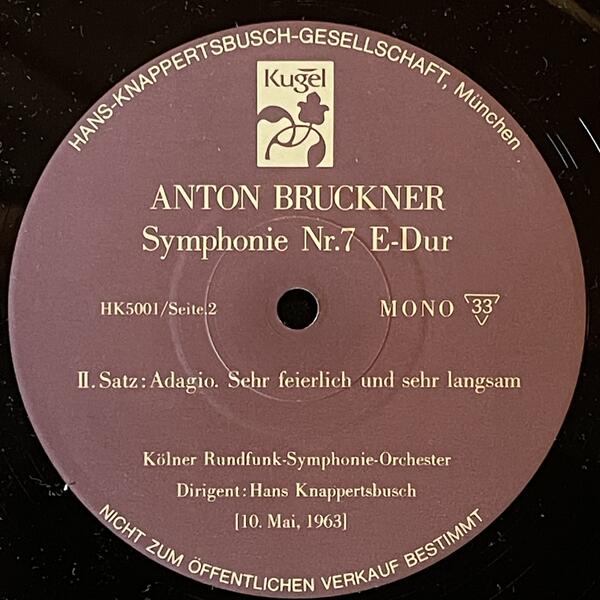 HANS-KNAPPERTSBUSCH-GESELLSCHAFT, München
Kugel
ANTON BRUCKNER
Symphonie Nr.7 E-Dur
HK5001/Seite.2
MONO 33
II. Satz: Adagio. Sehr feierlich und sehr langsam
Kölner Rundfunk-Symphonie-Orchester
Dirigent: Hans Knappertsbusch
[10. Mai, 1963]
NICHT ZUM ÖFFENTLICHEN VERKAUF BESTIMMT